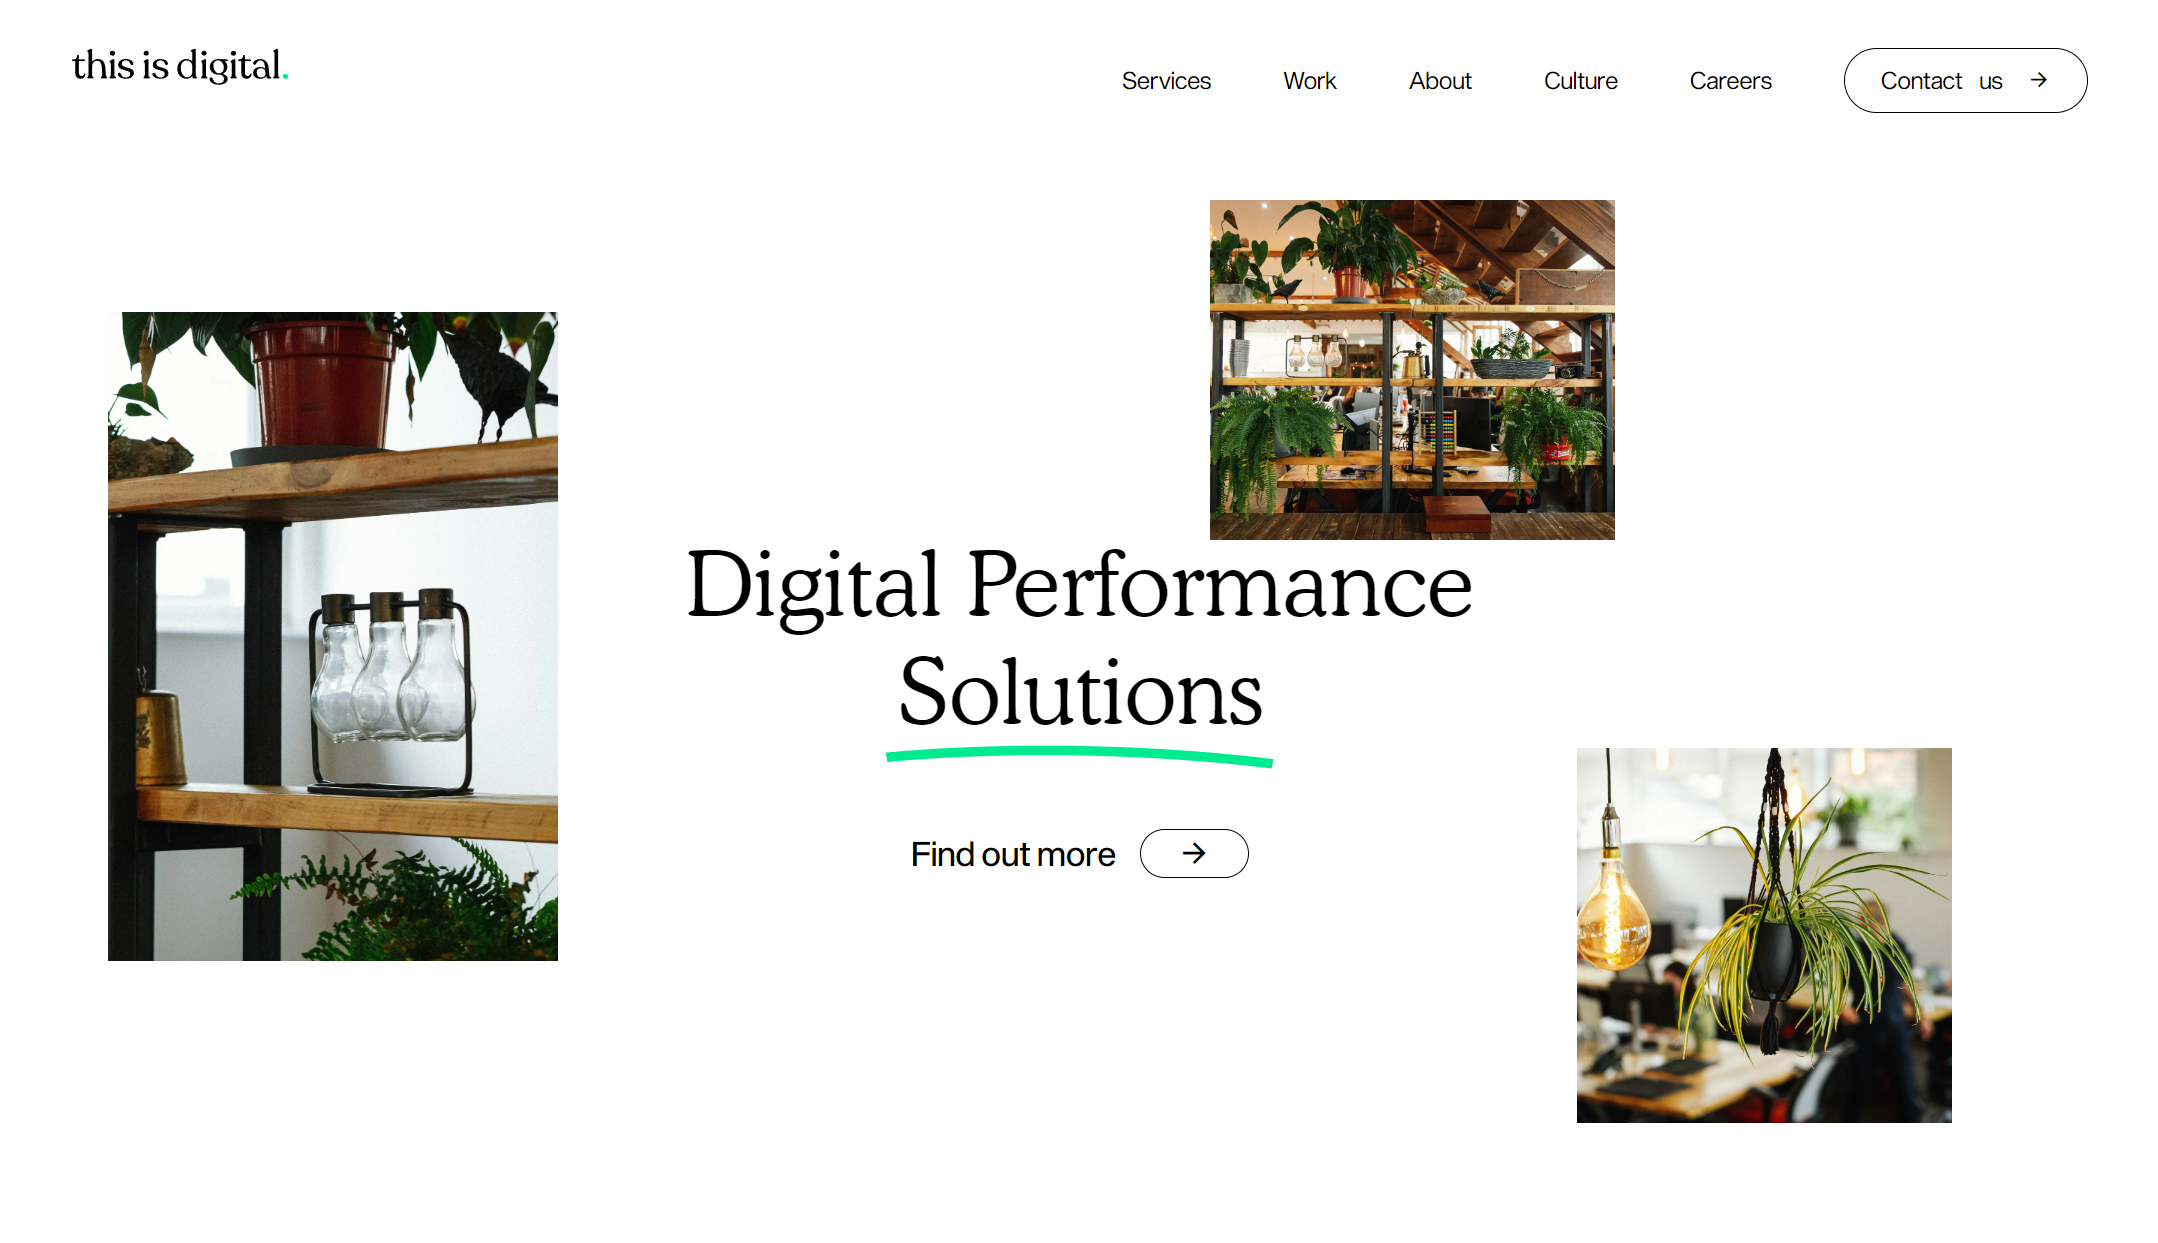 this is digital.
Services
Work
About
Culture
Careers
Contact us →
Digital Performance
Solutions
Find out more →